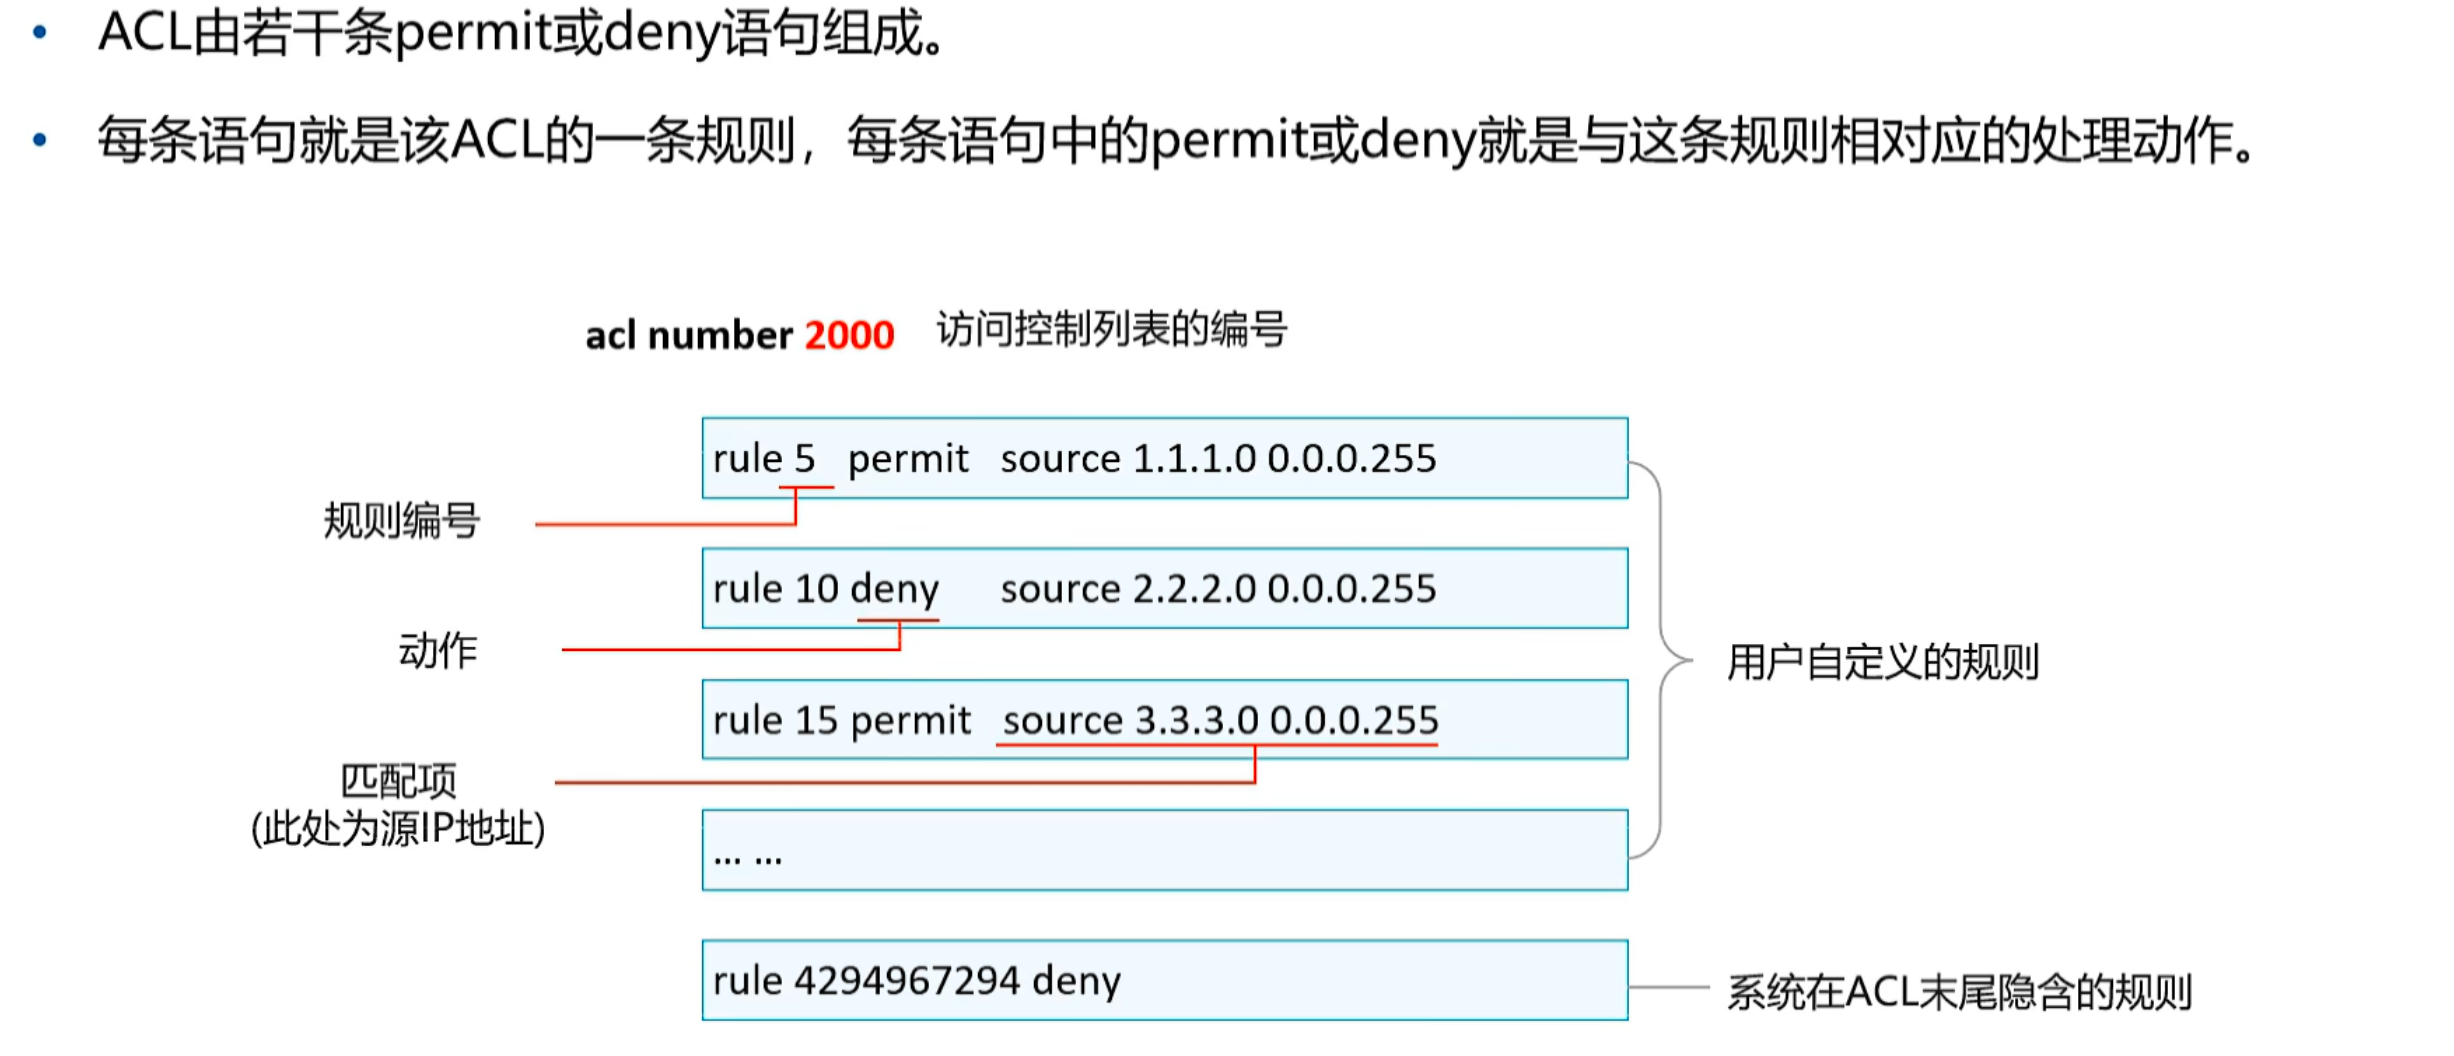 • ACL由若干条permit或deny语句组成。
• 每条语句就是该ACL的一条规则，每条语句中的permit或deny就是与这条规则相对应的处理动作。
acl number 2000 访问控制列表的编号
rule 5 permit source 1.1.1.0 0.0.0.255
规则编号
rule 10 deny source 2.2.2.0 0.0.0.255
动作
用户自定义的规则
rule 15 permit source 3.3.3.0 0.0.0.255
匹配项
(此处为源IP地址)
... ...
rule 4294967294 deny
系统在ACL末尾隐含的规则